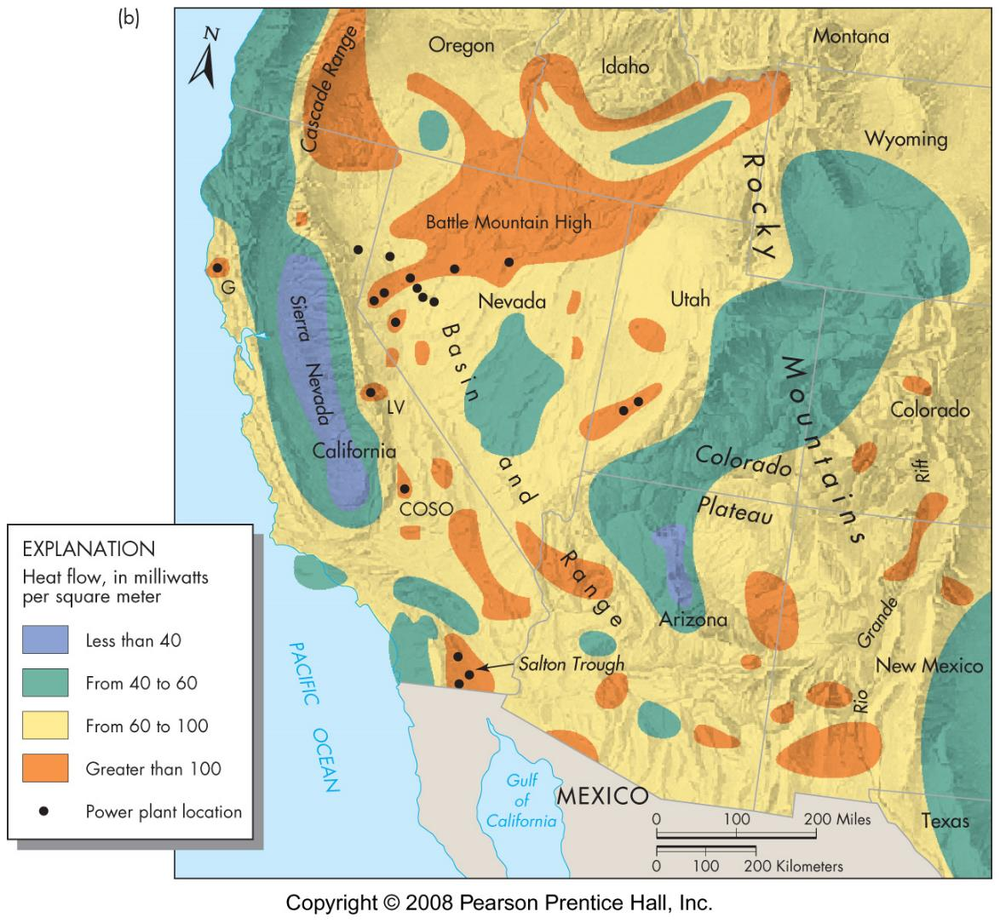 (b)
N
Cascade Range
Oregon
Idaho
Montana
Wyoming
Rocky
Battle Mountain High
G
Sierra
Nevada
Nevada
Utah
Basin
Mountains
LV
California
Colorado
Colorado
Plateau
and
Rift
COSO
Range
Arizona
Grande
Salton Trough
New Mexico
Rio
PACIFIC OCEAN
Gulf
of
California
MEXICO
Texas
0 100 200 Miles
0 100 200 Kilometers
EXPLANATION
Heat flow, in milliwatts
per square meter
Less than 40
From 40 to 60
From 60 to 100
Greater than 100
Power plant location
Copyright © 2008 Pearson Prentice Hall, Inc.